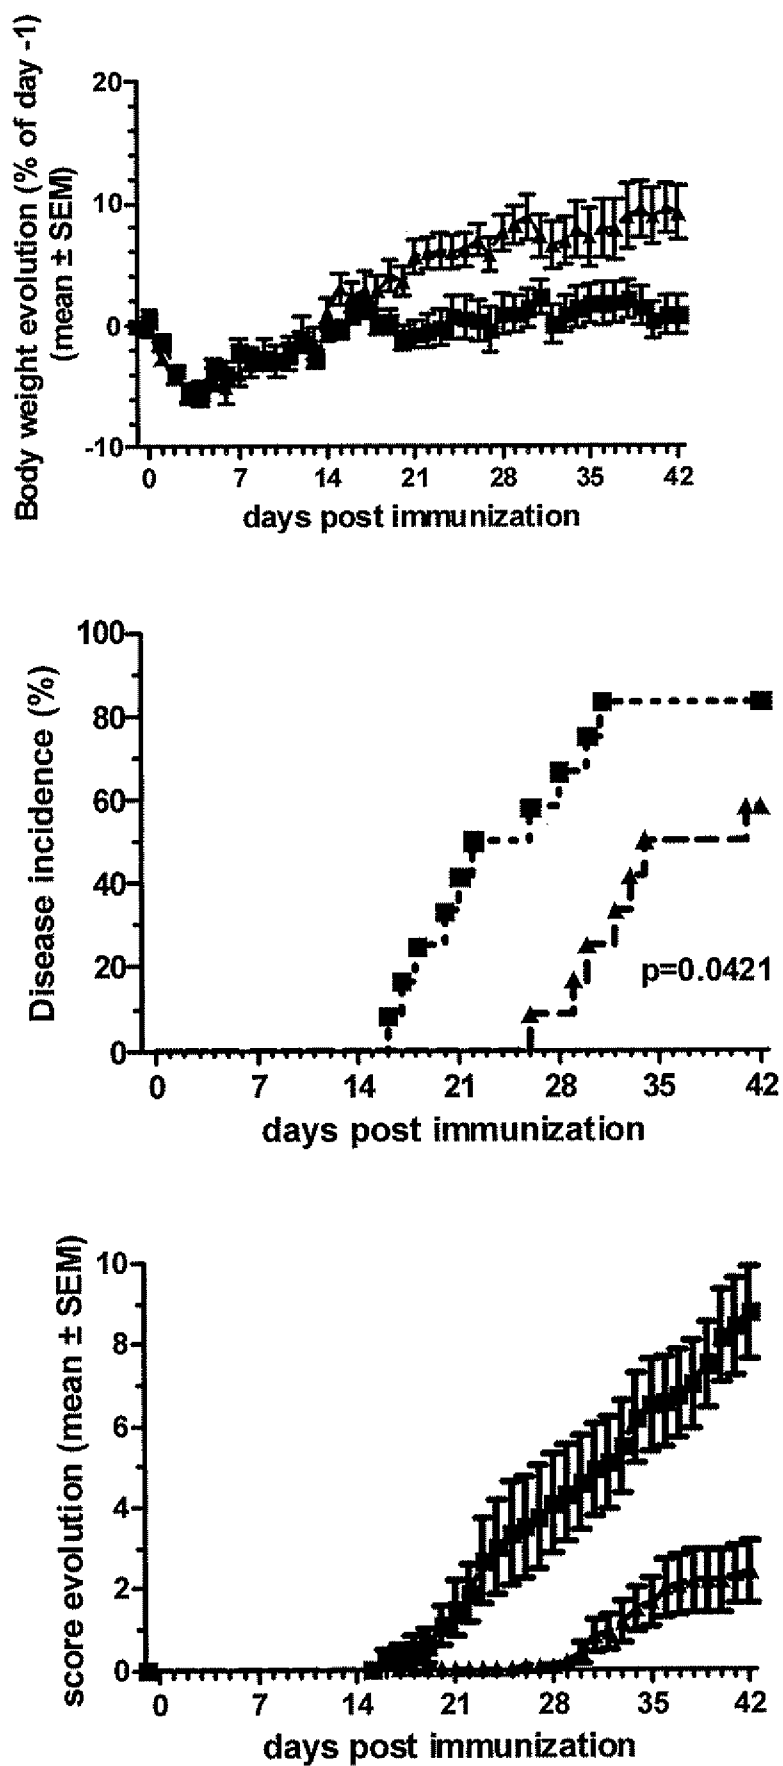 Body weight evolution (% of day -1)
(mean ± SEM)
20
10
0
-10
0 7 14 21 28 35 42
days post immunization
Disease incidence (%)
100
80
60
40
20
0
p=0.0421
0 7 14 21 28 35 42
days post immunization
score evolution (mean ± SEM)
10
8
6
4
2
0
0 7 14 21 28 35 42
days post immunization